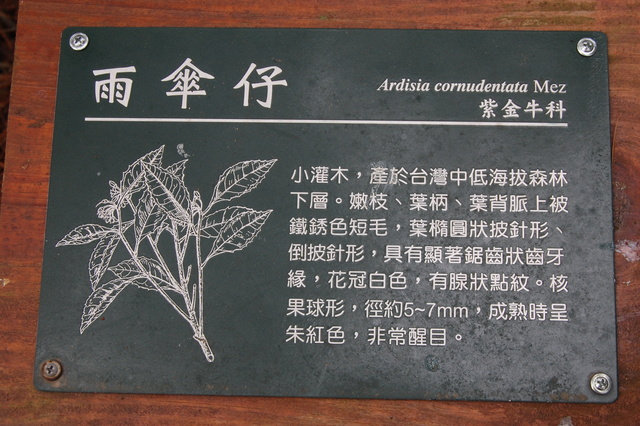 雨傘仔
Ardisia cornudentata Mez
紫金牛科
小灌木，產於台灣中低海拔森林
下層。嫩枝、葉柄、葉背脈上被
鐵銹色短毛，葉橢圓狀披針形、
倒披針形，具有顯著鋸齒狀齒牙
緣，花冠白色，有腺狀點紋。核
果球形，徑約5~7mm，成熟時呈
朱紅色，非常醒目。